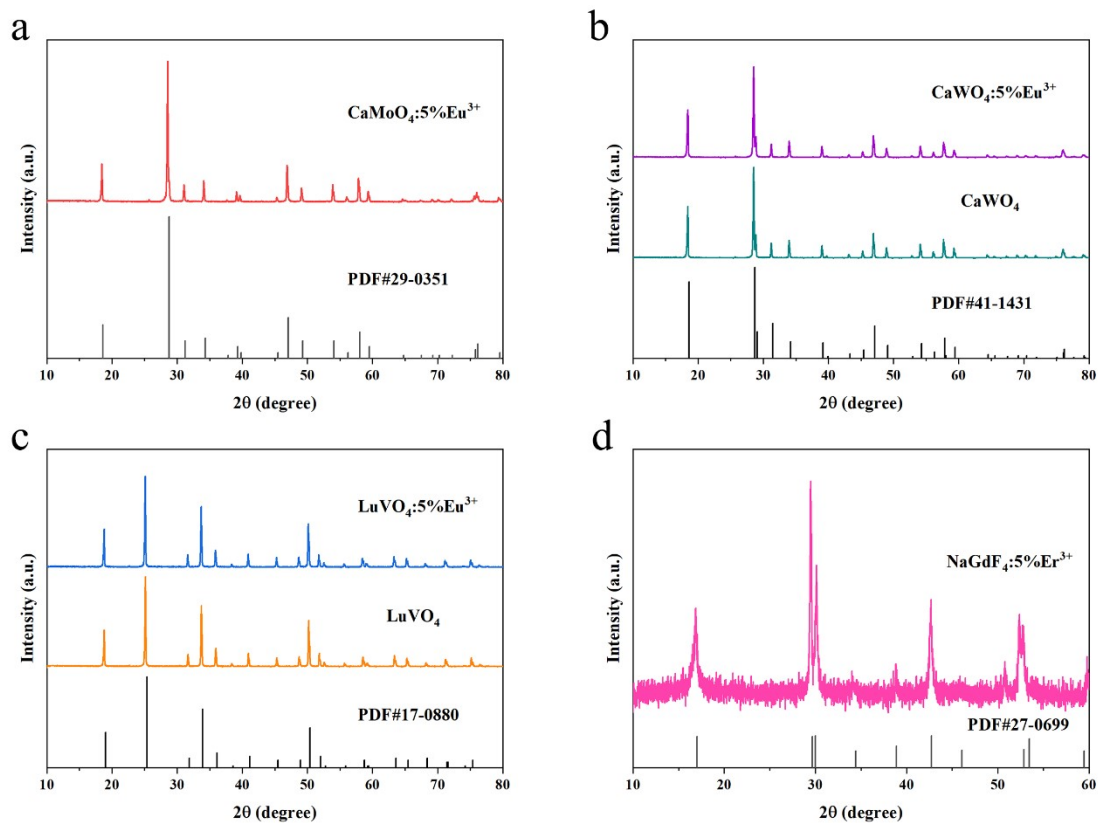 a
CaMoO₄:5%Eu³⁺
PDF#29-0351
Intensity (a.u.)
10 20 30 40 50 60 70 80
2θ (degree)
b
CaWO₄:5%Eu³⁺
CaWO₄
PDF#41-1431
Intensity (a.u.)
10 20 30 40 50 60 70 80
2θ (degree)
c
LuVO₄:5%Eu³⁺
LuVO₄
PDF#17-0880
Intensity (a.u.)
10 20 30 40 50 60 70 80
2θ (degree)
d
NaGdF₄:5%Er³⁺
PDF#27-0699
Intensity (a.u.)
10 20 30 40 50 60
2θ (degree)